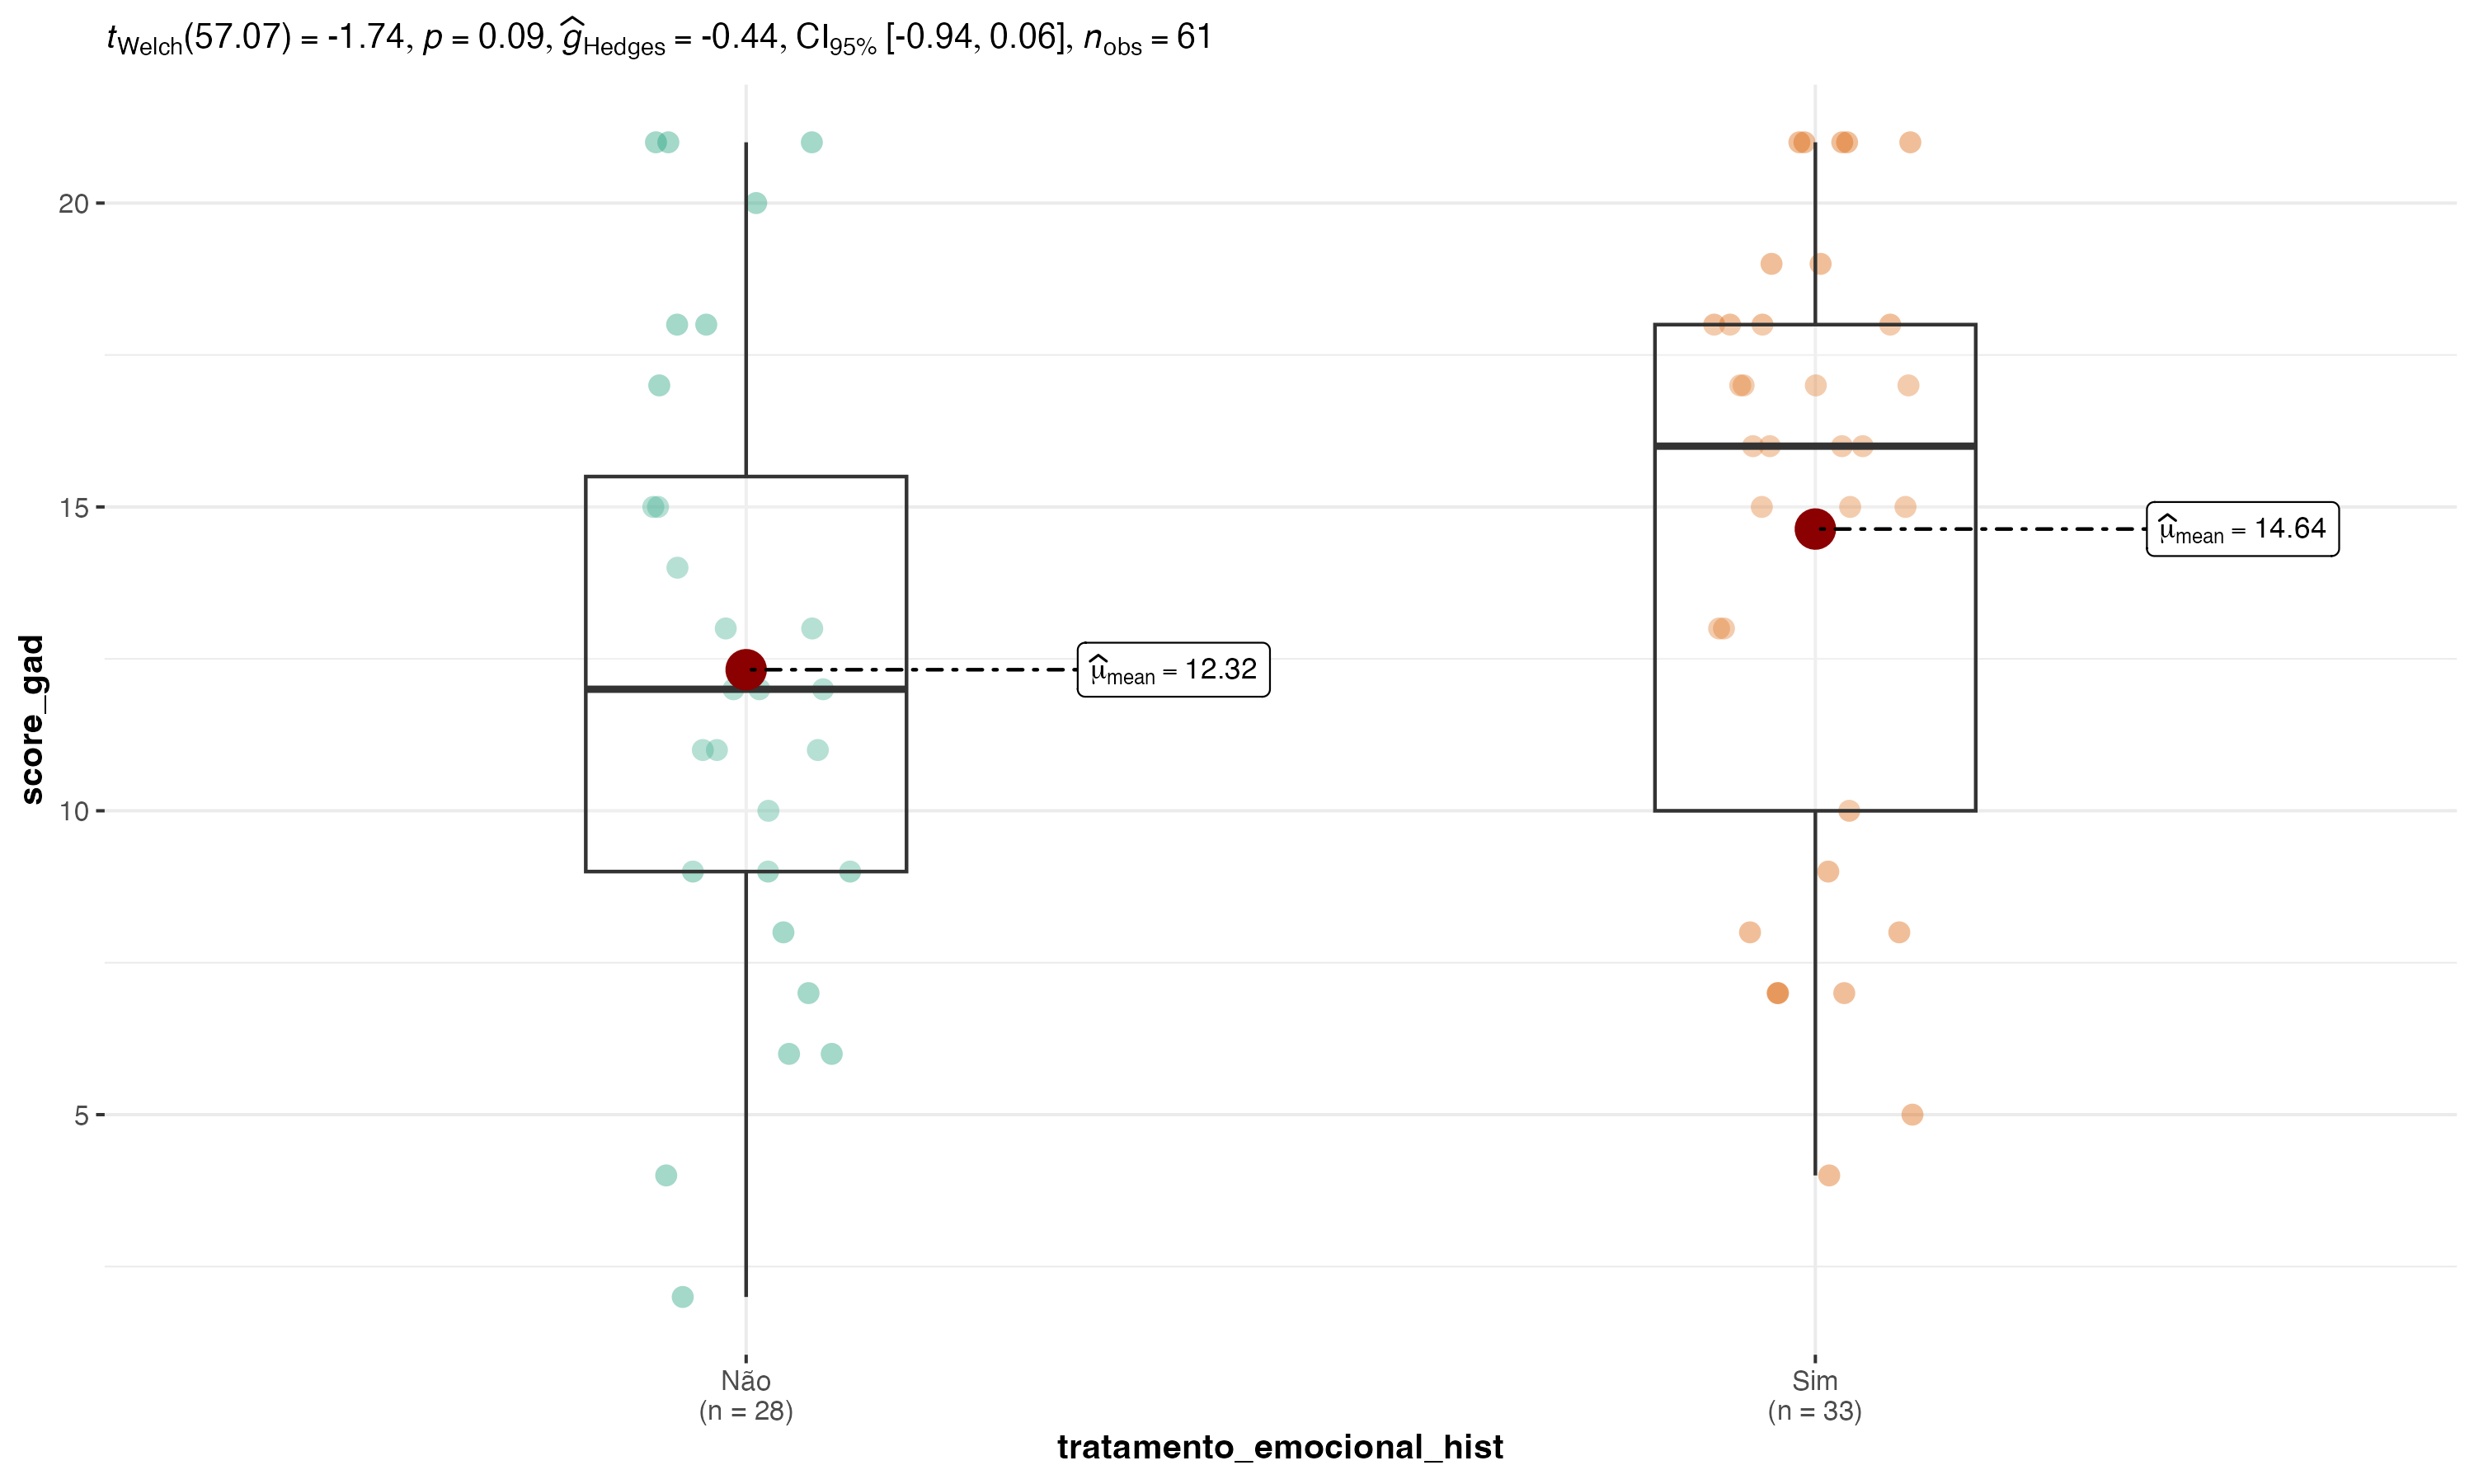 tWelch(57.07) = -1.74, p = 0.09, ĝHedges = -0.44, CI95% [-0.94, 0.06], nobs = 61
20
15
10
5
score_gad
μ̂mean = 12.32
μ̂mean = 14.64
Não
(n = 28)
Sim
(n = 33)
tratamento_emocional_hist